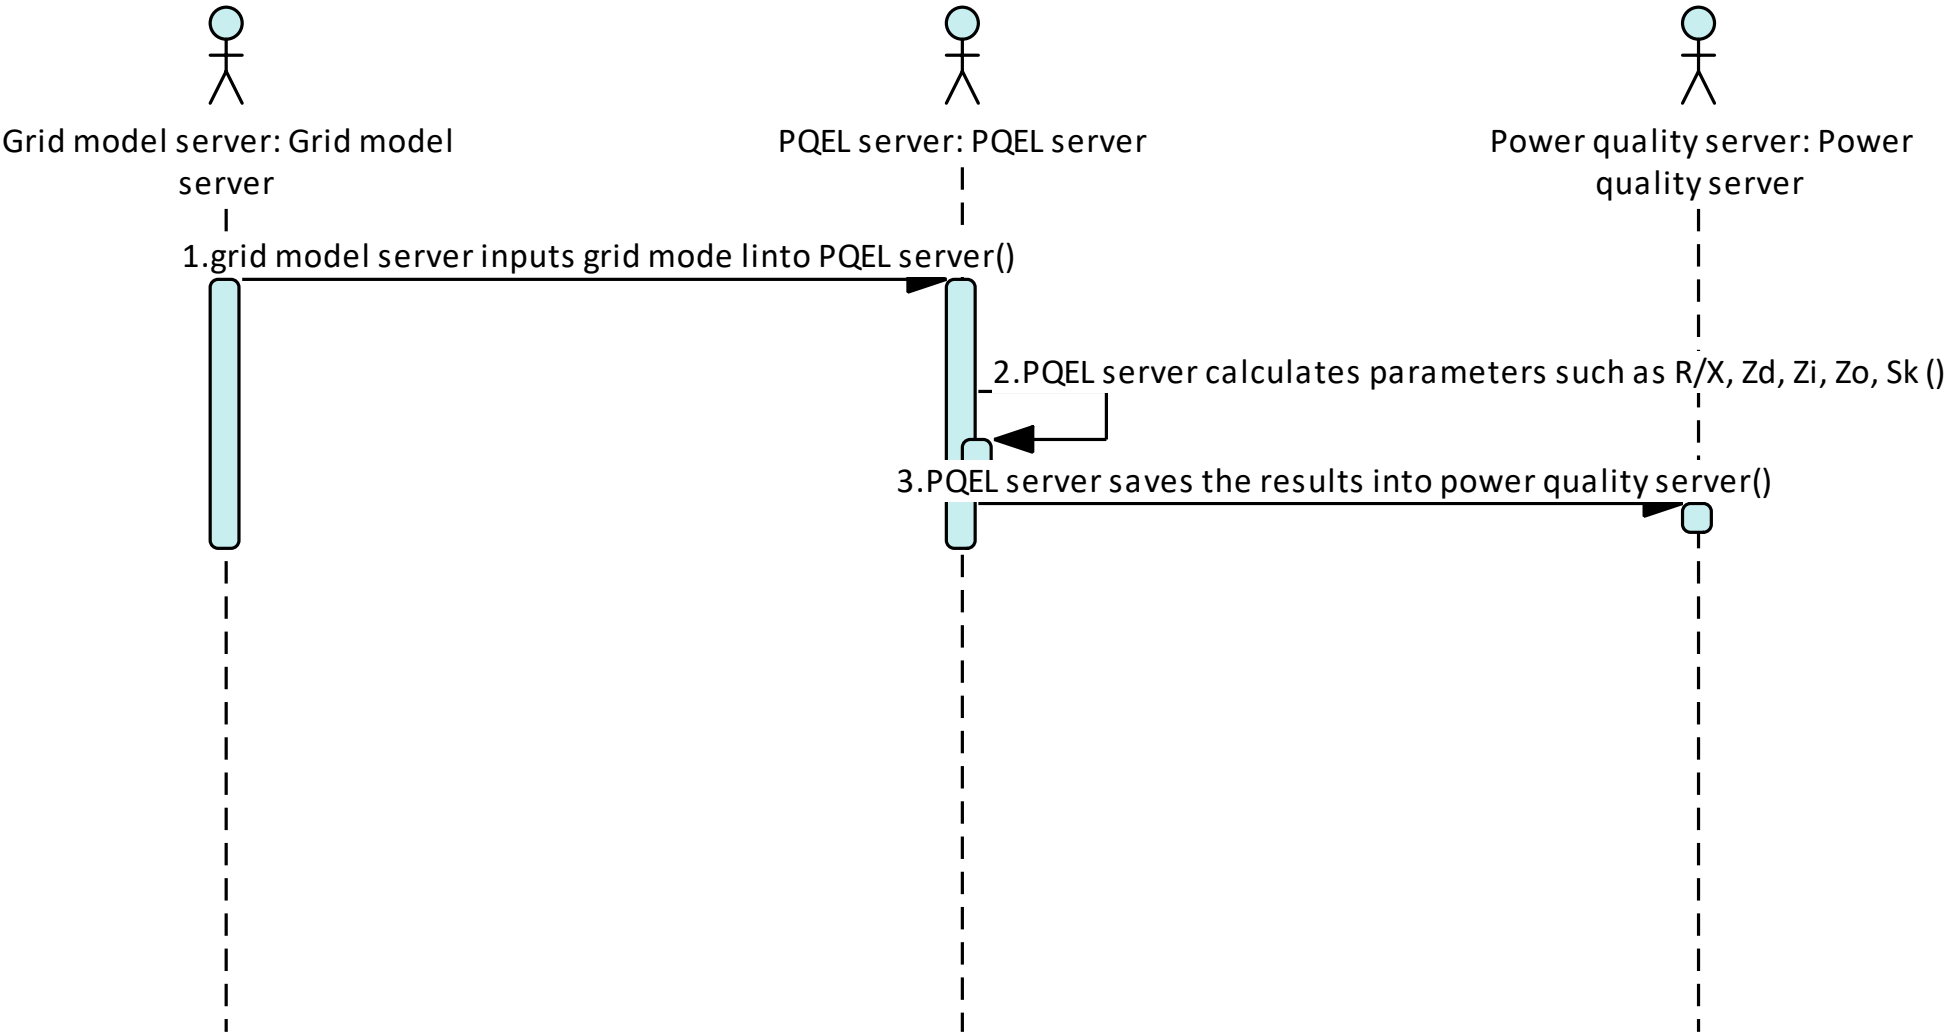 Grid model server: Grid model
server
PQEL server: PQEL server
Power quality server: Power
quality server
1.grid model server inputs grid mode linto PQEL server()
2.PQEL server calculates parameters such as R/X, Zd, Zi, Zo, Sk ()
3.PQEL server saves the results into power quality server()